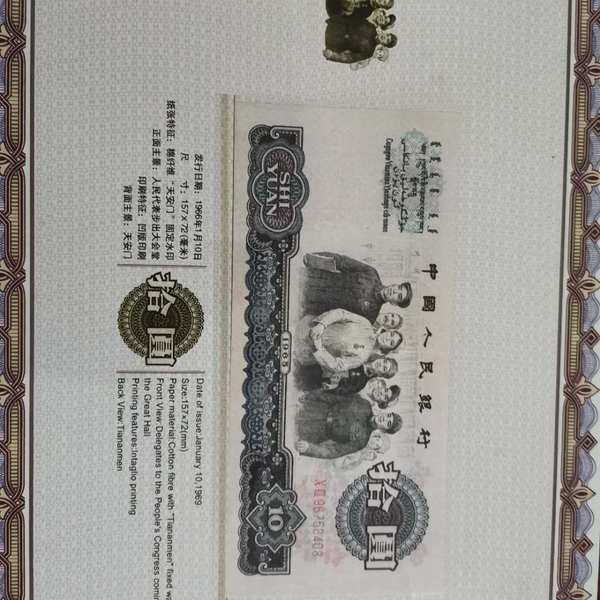 发行日期：1966年1月10日
尺 寸：157×72(毫米)
纸张特征：棉纤维“天安门”固定水印
正面主景：人民代表步出大会堂
印刷特征：凹版印刷
背面主景：天安门
拾圆
Date of issue:January 10,1969
Size:157×72(mm)
Paper material:Cotton fibre with "Tiananmen" fixed
Front View:Delegates to the People's Congress
the Great Hall
Printing features:Intaglio printing
Back View:Tiananmen
SHI YUAN
1965
10
中國人民銀行
拾圓